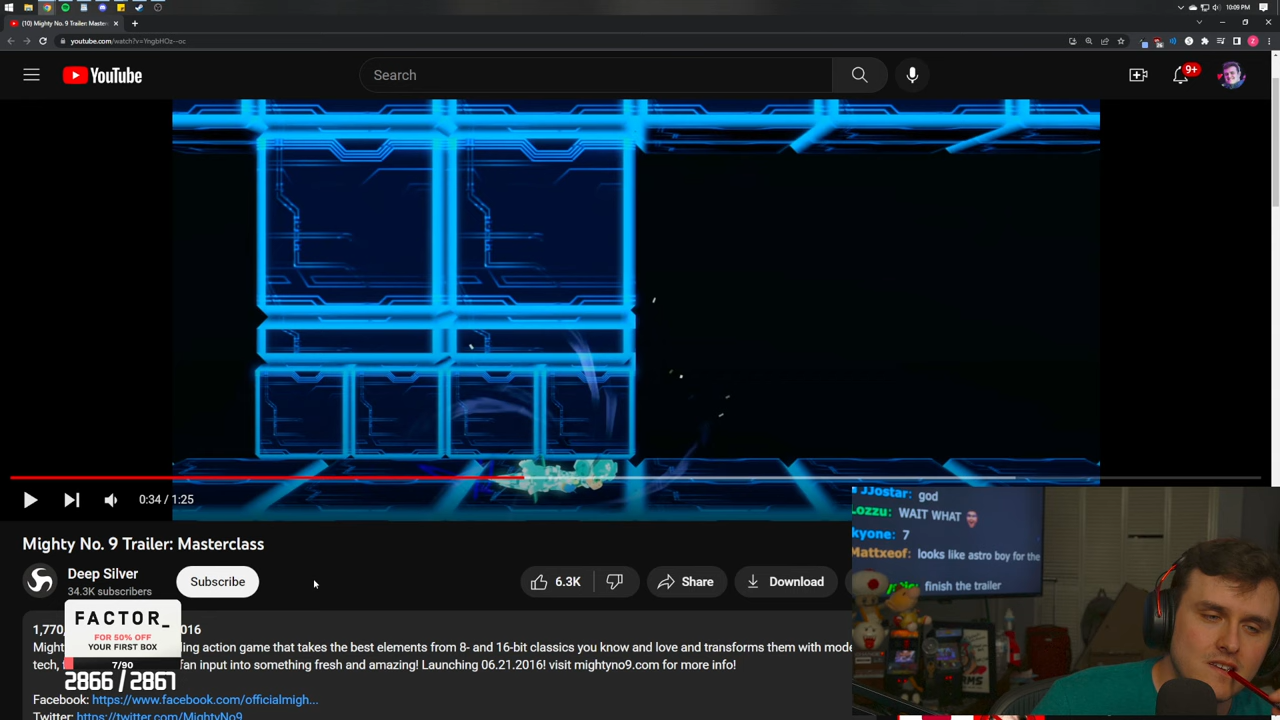 10:09 PM
(10) Mighty No. 9 Trailer: Master
youtube.com/watch?v=YngbHOz--oc
YouTube
Search
9+
0:34 / 1:25
Mighty No. 9 Trailer: Masterclass
Deep Silver
34.3K subscribers
Subscribe
6.3K
Share
Download
1,770
2016
Might
ing action game that takes the best elements from 8- and 16-bit classics you know and love and transforms them with mode
tech,
fan input into something fresh and amazing! Launching 06.21.2016! visit mightyno9.com for more info!
Facebook: https://www.facebook.com/officialmigh...
Twitter: https://twitter.com/MightyNo9
FACTOR_
FOR 50% OFF
YOUR FIRST BOX
7/90
2866 / 2867
JJostar: god
Lozzu: WAIT WHAT
kyone: 7
Mattxeof: looks like astro boy for the
finish the trailer